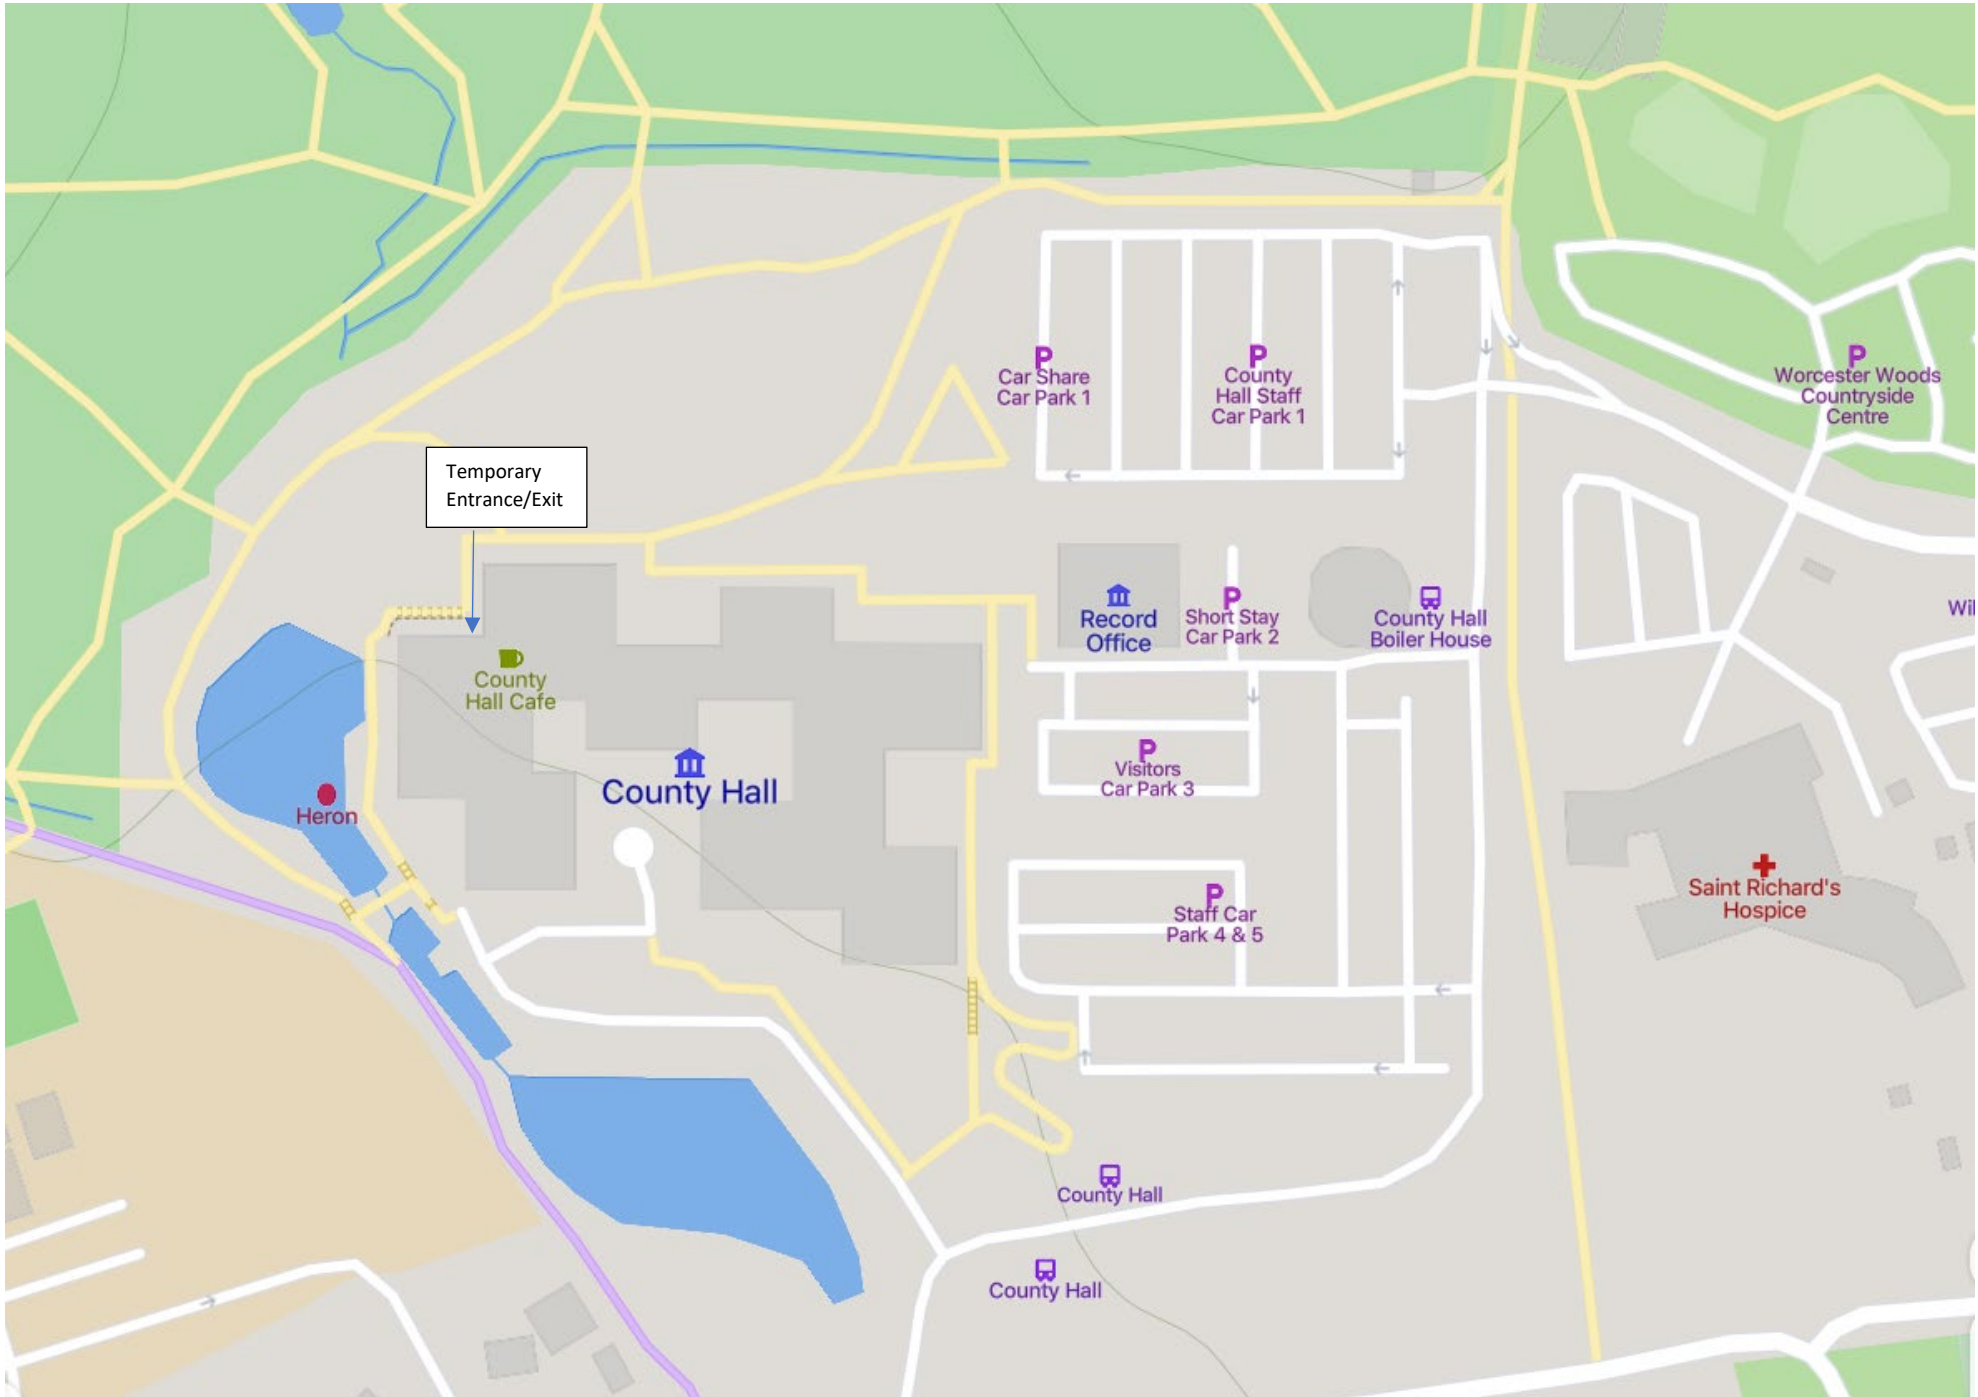 Car Share
Car Park 1
County
Hall Staff
Car Park 1
Worcester Woods
Countryside
Centre
Temporary
Entrance/Exit
Record
Office
Short Stay
Car Park 2
County Hall
Boiler House
Wil
County
Hall Cafe
County Hall
Visitors
Car Park 3
Heron
Staff Car
Park 4 & 5
Saint Richard's
Hospice
County Hall
County Hall